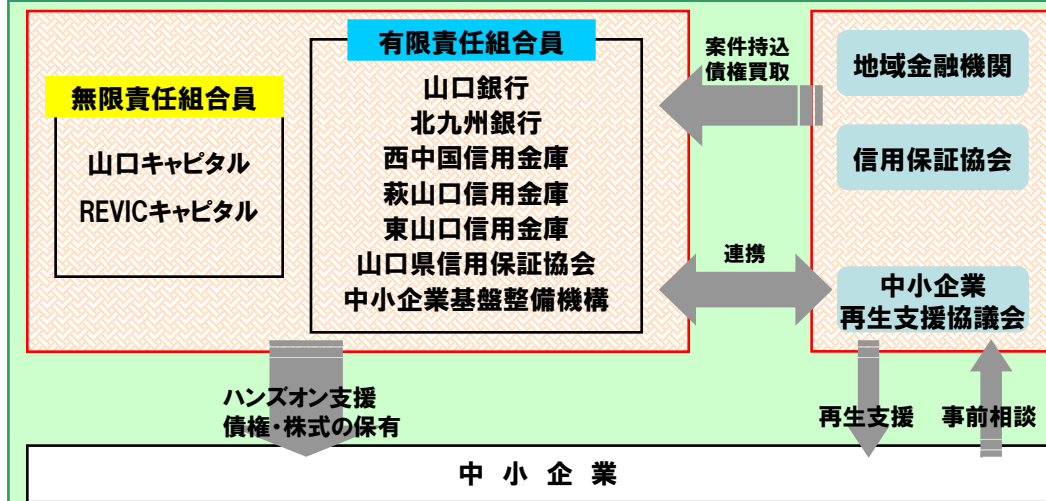 無限責任組合員
山口キャピタル
REVICキャピタル
有限責任組合員
山口銀行
北九州銀行
西中国信用金庫
萩山口信用金庫
東山口信用金庫
山口県信用保証協会
中小企業基盤整備機構
案件持込
債権買取
連携
地域金融機関
信用保証協会
中小企業
再生支援協議会
ハンズオン支援
債権・株式の保有
再生支援
事前相談
中小企業